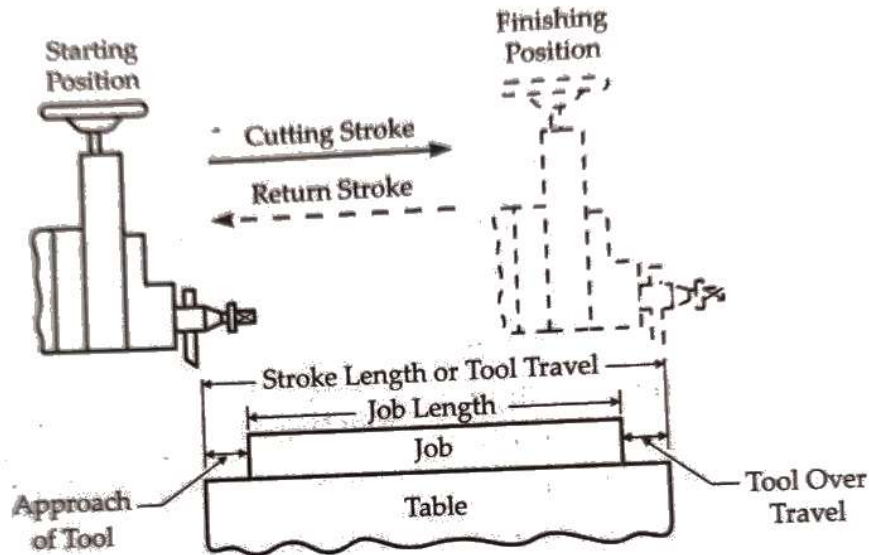 Starting
Position
Finishing
Position
Cutting Stroke
Return Stroke
Stroke Length or Tool Travel
Job Length
Job
Approach
of Tool
Table
Tool Over
Travel